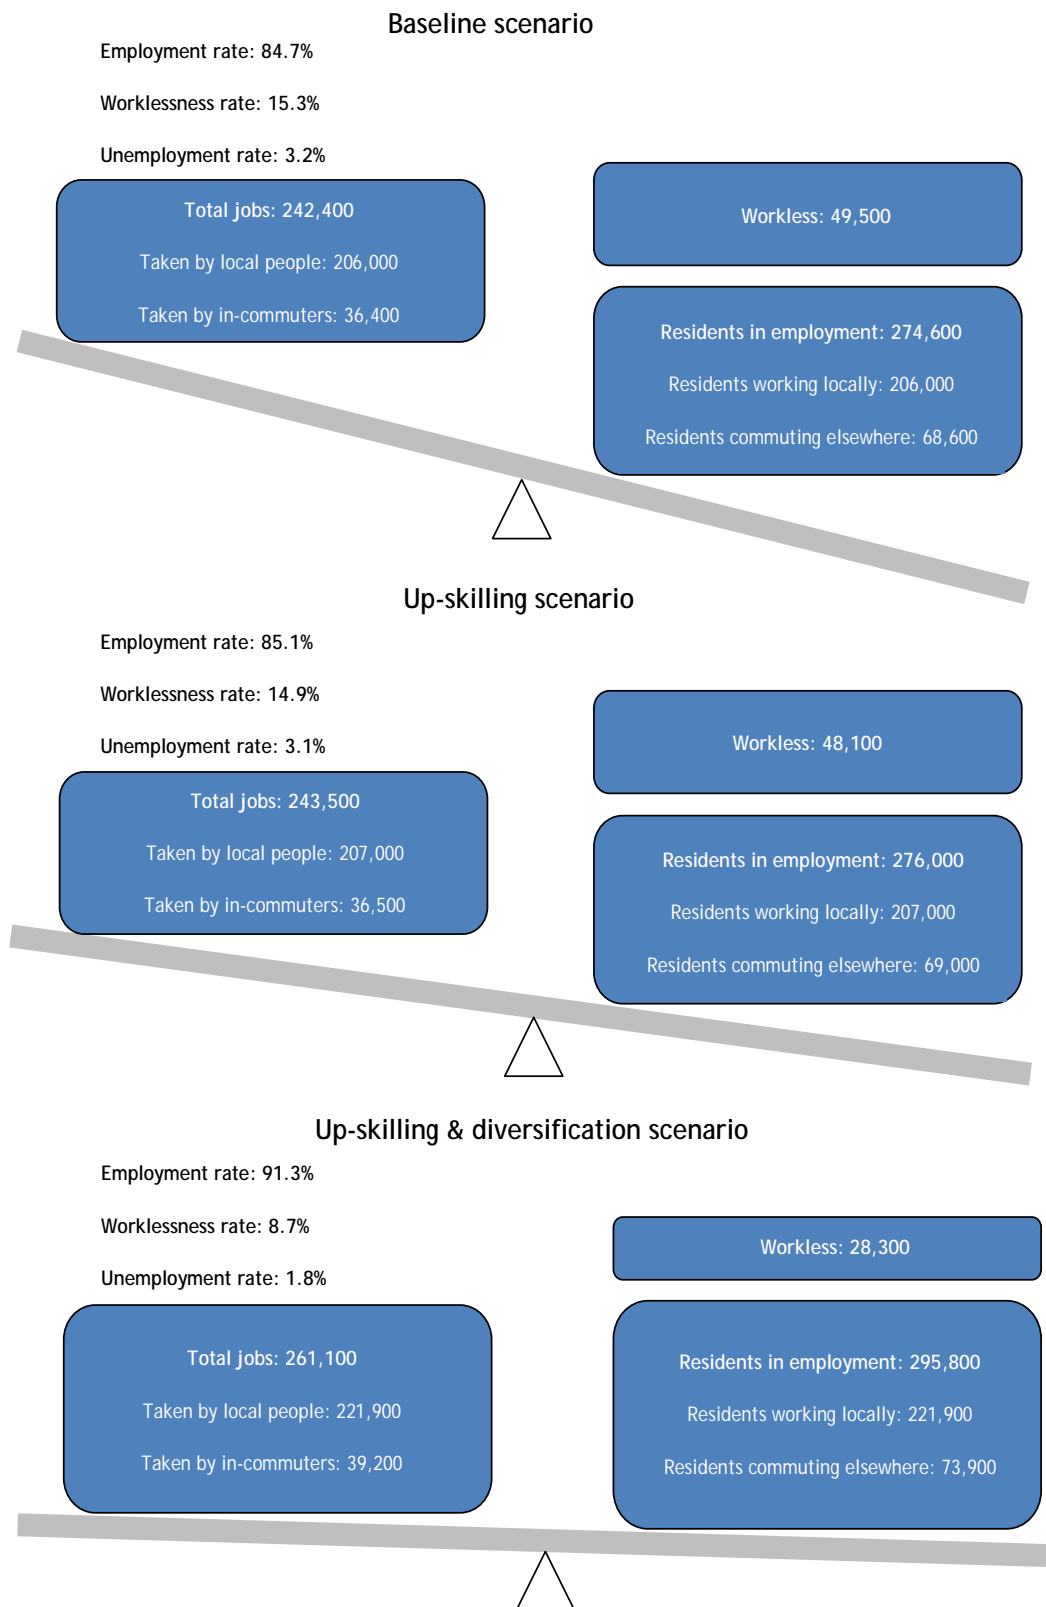 Baseline scenario
Employment rate: 84.7%
Worklessness rate: 15.3%
Unemployment rate: 3.2%
Total jobs: 242,400
Taken by local people: 206,000
Taken by in-commuters: 36,400
Workless: 49,500
Residents in employment: 274,600
Residents working locally: 206,000
Residents commuting elsewhere: 68,600
Up-skilling scenario
Employment rate: 85.1%
Worklessness rate: 14.9%
Unemployment rate: 3.1%
Total jobs: 243,500
Taken by local people: 207,000
Taken by in-commuters: 36,500
Workless: 48,100
Residents in employment: 276,000
Residents working locally: 207,000
Residents commuting elsewhere: 69,000
Up-skilling & diversification scenario
Employment rate: 91.3%
Worklessness rate: 8.7%
Unemployment rate: 1.8%
Total jobs: 261,100
Taken by local people: 221,900
Taken by in-commuters: 39,200
Workless: 28,300
Residents in employment: 295,800
Residents working locally: 221,900
Residents commuting elsewhere: 73,900